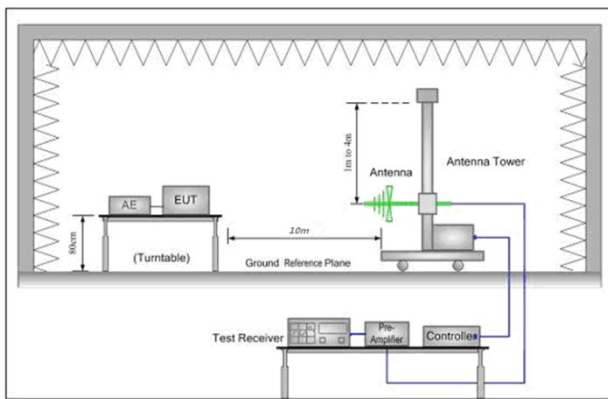 1m to 4m
Antenna
Antenna Tower
AE
EUT
80cm
(Turntable)
10m
Ground Reference Plane
Test Receiver
Pre-
Amplifier
Controller